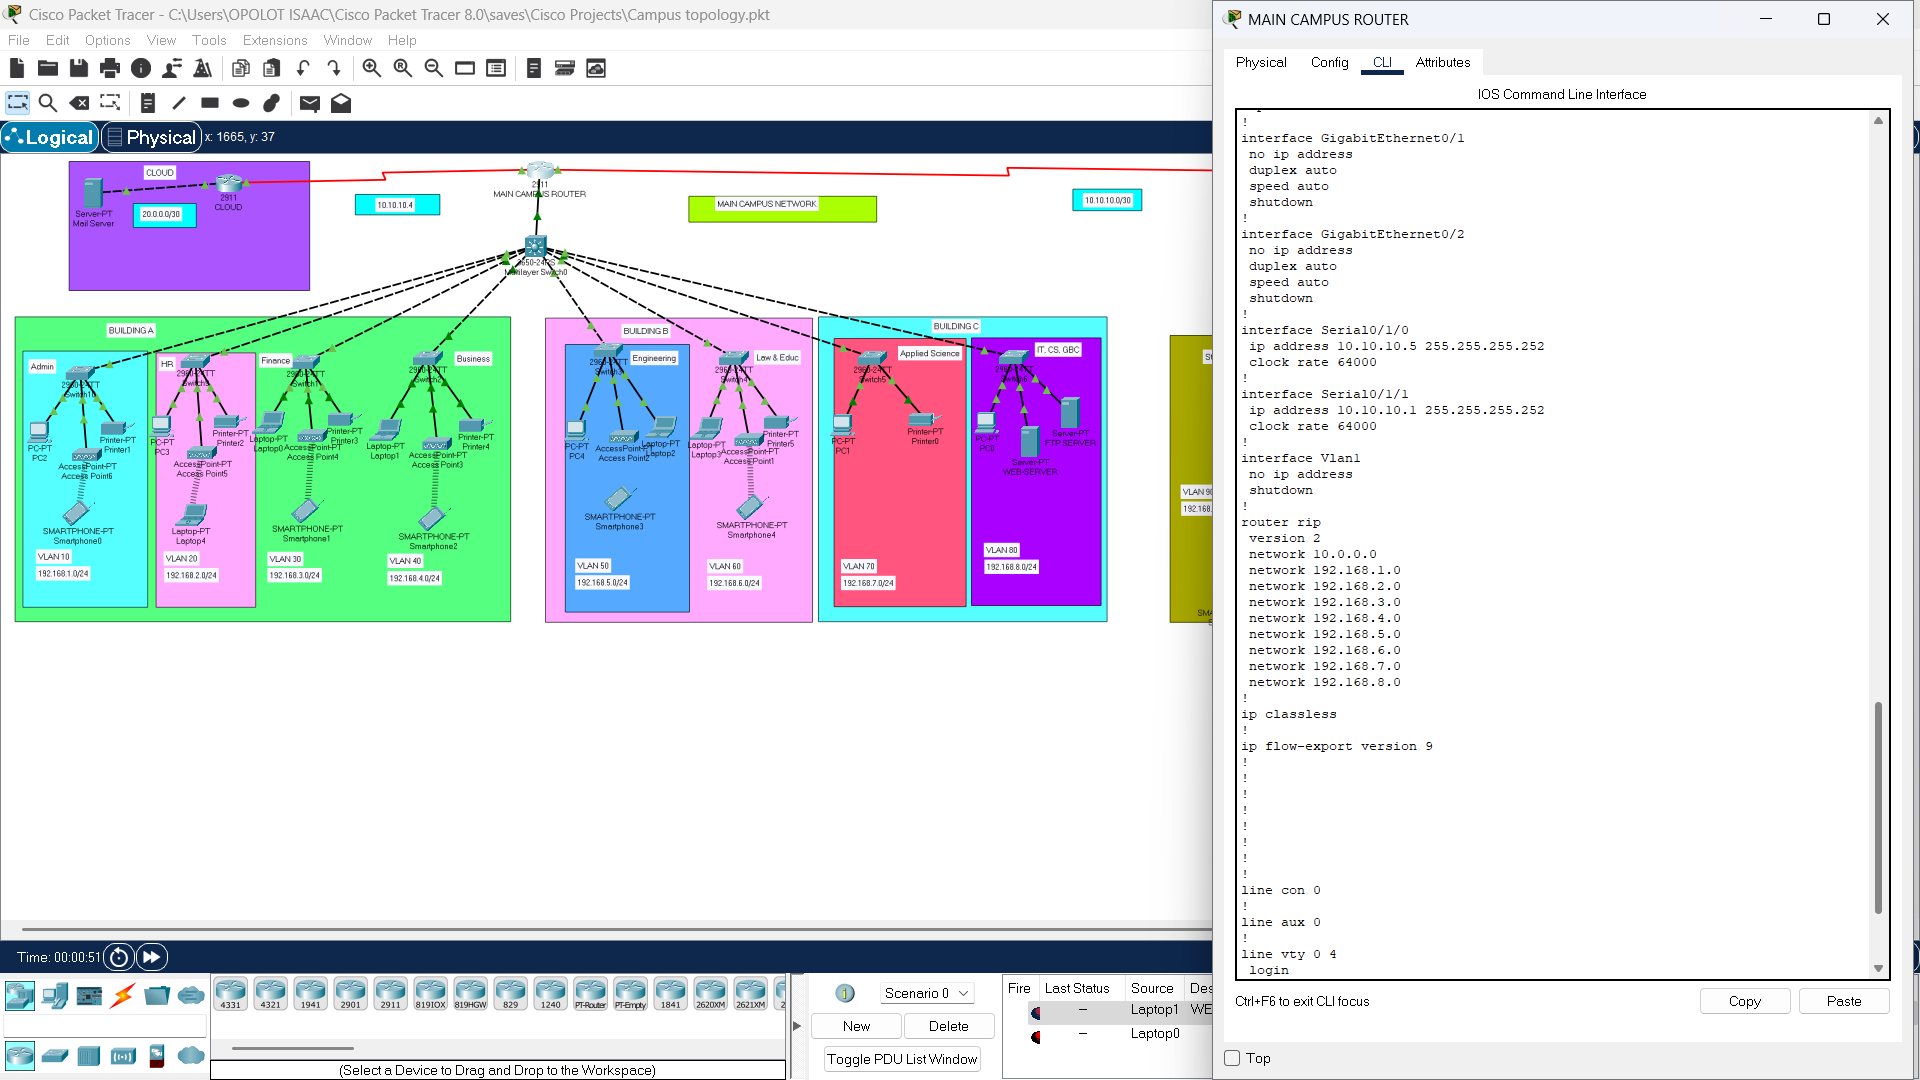 Cisco Packet Tracer - C:\Users\OPOLOT ISAAC\Cisco Packet Tracer 8.0\saves\Cisco Projects\Campus topology.pkt
File Edit Options View Tools Extensions Window Help
Logical Physical x: 1665, y: 37
CLOUD
Server-PT
Mail Server
20.0.0.0/30
2911
CLOUD
10.10.10.4
2911
MAIN CAMPUS ROUTER
MAIN CAMPUS NETWORK
10.10.10.0/30
3650-24PS
Multilayer Switch0
BUILDING A
Admin
2960-24TT
Switch10
PC-PT
PC2
Printer-PT
Printer1
AccessPoint-PT
Access Point6
SMARTPHONE-PT
Smartphone0
VLAN 10
192.168.1.0/24
HR
2960-24TT
PC-PT
PC3
Printer-PT
Printer2
AccessPoint-PT
Access Point5
Laptop-PT
Laptop4
VLAN 20
192.168.2.0/24
Finance
2960-24TT
Switch1
Laptop-PT
Laptop0
Printer-PT
Printer3
AccessPoint-PT
Access Point4
SMARTPHONE-PT
Smartphone1
VLAN 30
192.168.3.0/24
Business
2960-24TT
Switch2
Laptop-PT
Laptop1
Printer-PT
Printer4
AccessPoint-PT
Access Point3
SMARTPHONE-PT
Smartphone2
VLAN 40
192.168.4.0/24
BUILDING B
Engineering
2960-24TT
Switch3
PC-PT
PC4
AccessPoint-PT
Access Point2
Laptop-PT
Laptop2
SMARTPHONE-PT
Smartphone3
VLAN 50
192.168.5.0/24
Law & Educ
2960-24TT
Switch4
Laptop-PT
Laptop3
AccessPoint-PT
Access Point1
Printer-PT
Printer5
SMARTPHONE-PT
Smartphone4
VLAN 60
192.168.6.0/24
BUILDING C
Applied Science
2960-24TT
Switch5
PC-PT
PC1
Printer-PT
Printer0
VLAN 70
192.168.7.0/24
IT, CS, GBC
2960-24TT
Switch6
PC-PT
PC0
Server-PT
FTP SERVER
Server-PT
WEB-SERVER
VLAN 80
192.168.8.0/24
VLAN 90
192.168.
Time: 00:00:51
4331 4321 1941 2901 2911 819IOX 819HGW 829 1240 PT-Router PT-Empty 1841 2620XM 2621XM
(Select a Device to Drag and Drop to the Workspace)
Scenario 0
New Delete
Toggle PDU List Window
Fire Last Status Source Des
– Laptop1 WE
– Laptop0
MAIN CAMPUS ROUTER
Physical Config CLI Attributes
IOS Command Line Interface
!
interface GigabitEthernet0/1
no ip address
duplex auto
speed auto
shutdown
!
interface GigabitEthernet0/2
no ip address
duplex auto
speed auto
shutdown
!
interface Serial0/1/0
ip address 10.10.10.5 255.255.255.252
clock rate 64000
!
interface Serial0/1/1
ip address 10.10.10.1 255.255.255.252
clock rate 64000
!
interface Vlan1
no ip address
shutdown
!
router rip
version 2
network 10.0.0.0
network 192.168.1.0
network 192.168.2.0
network 192.168.3.0
network 192.168.4.0
network 192.168.5.0
network 192.168.6.0
network 192.168.7.0
network 192.168.8.0
!
ip classless
!
ip flow-export version 9
!
!
!
!
!
!
!
!
line con 0
!
line aux 0
!
line vty 0 4
login
Ctrl+F6 to exit CLI focus
Copy Paste
Top